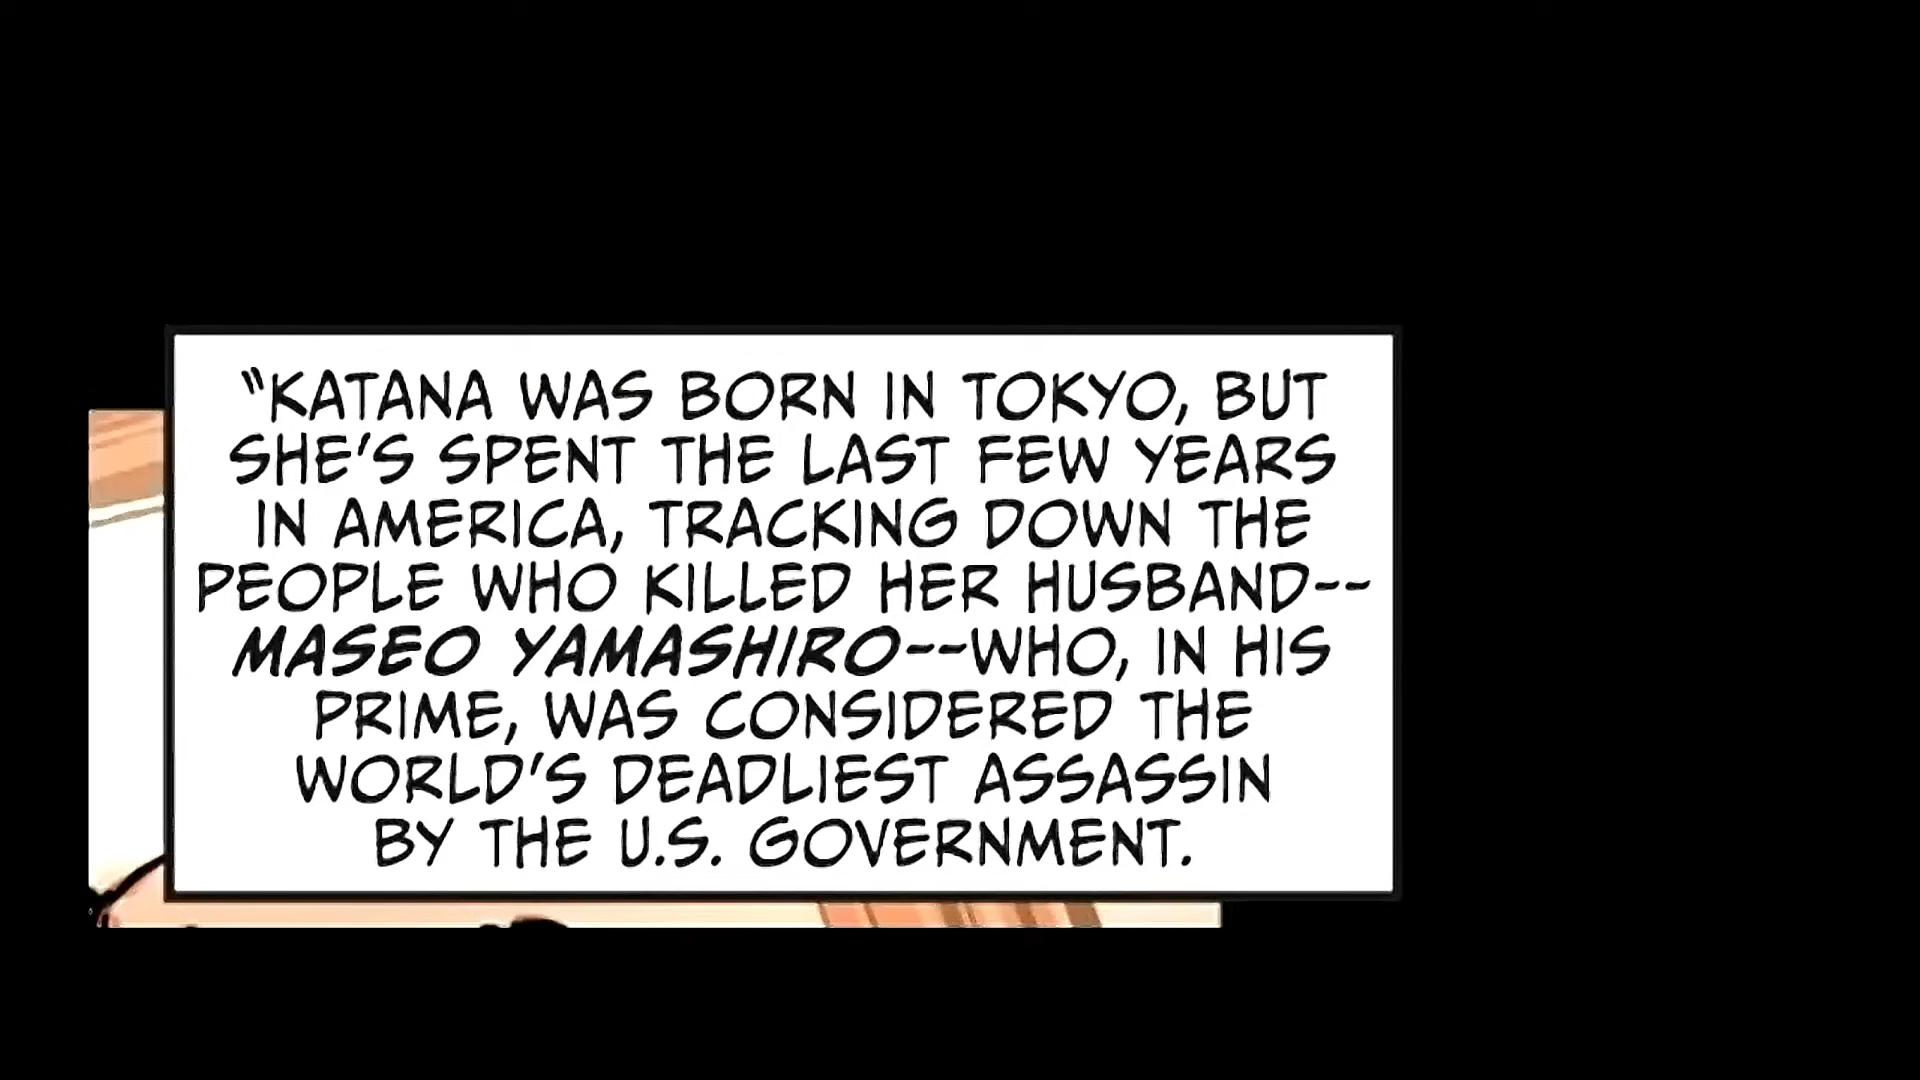 “KATANA WAS BORN IN TOKYO, BUT
SHE’S SPENT THE LAST FEW YEARS
IN AMERICA, TRACKING DOWN THE
PEOPLE WHO KILLED HER HUSBAND--
MASEO YAMASHIRO--WHO, IN HIS
PRIME, WAS CONSIDERED THE
WORLD’S DEADLIEST ASSASSIN
BY THE U.S. GOVERNMENT.